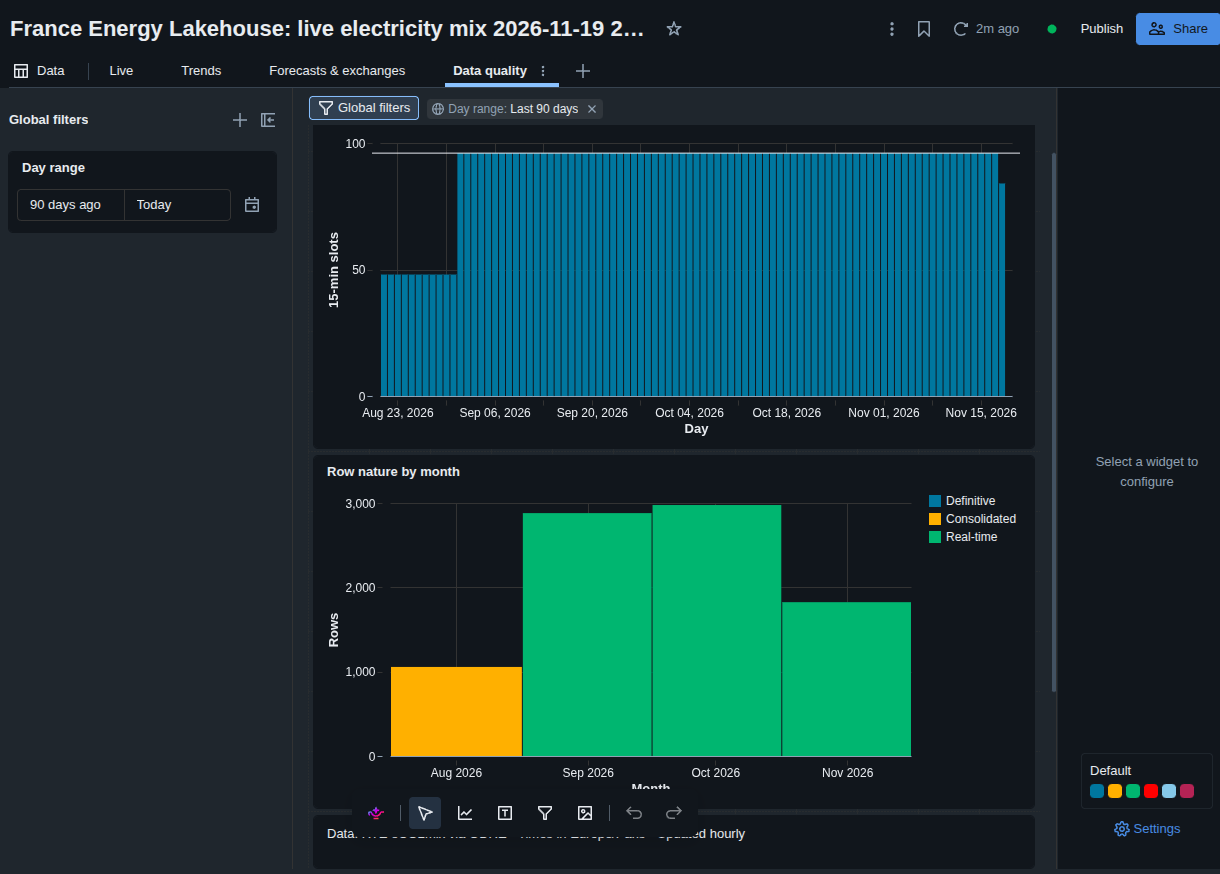 France Energy Lakehouse: live electricity mix 2026-11-19 2…
2m ago
Publish
Share
Data
Live
Trends
Forecasts & exchanges
Data quality
Global filters
Day range
90 days ago
Today
Global filters
Day range: Last 90 days
100
50
0
15-min slots
Aug 23, 2026
Sep 06, 2026
Sep 20, 2026
Oct 04, 2026
Oct 18, 2026
Nov 01, 2026
Nov 15, 2026
Day
Row nature by month
3,000
2,000
1,000
0
Rows
Definitive
Consolidated
Real-time
Aug 2026
Sep 2026
Oct 2026
Nov 2026
Month
Data:
hourly
Select a widget to
configure
Default
Settings